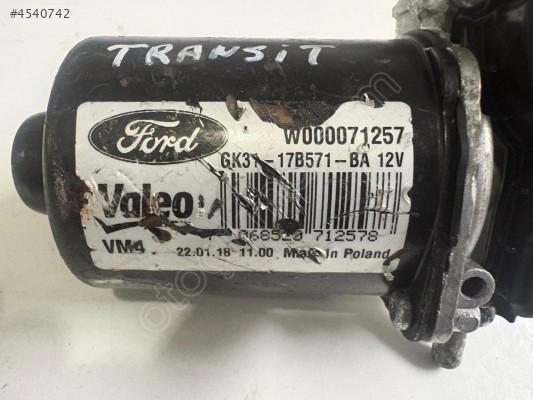 #4540742
TRANSIT
Ford
W000071257
GK31-17B571-BA 12V
Valeo
712578
VM4
22.01.18 11.00 Made in Poland